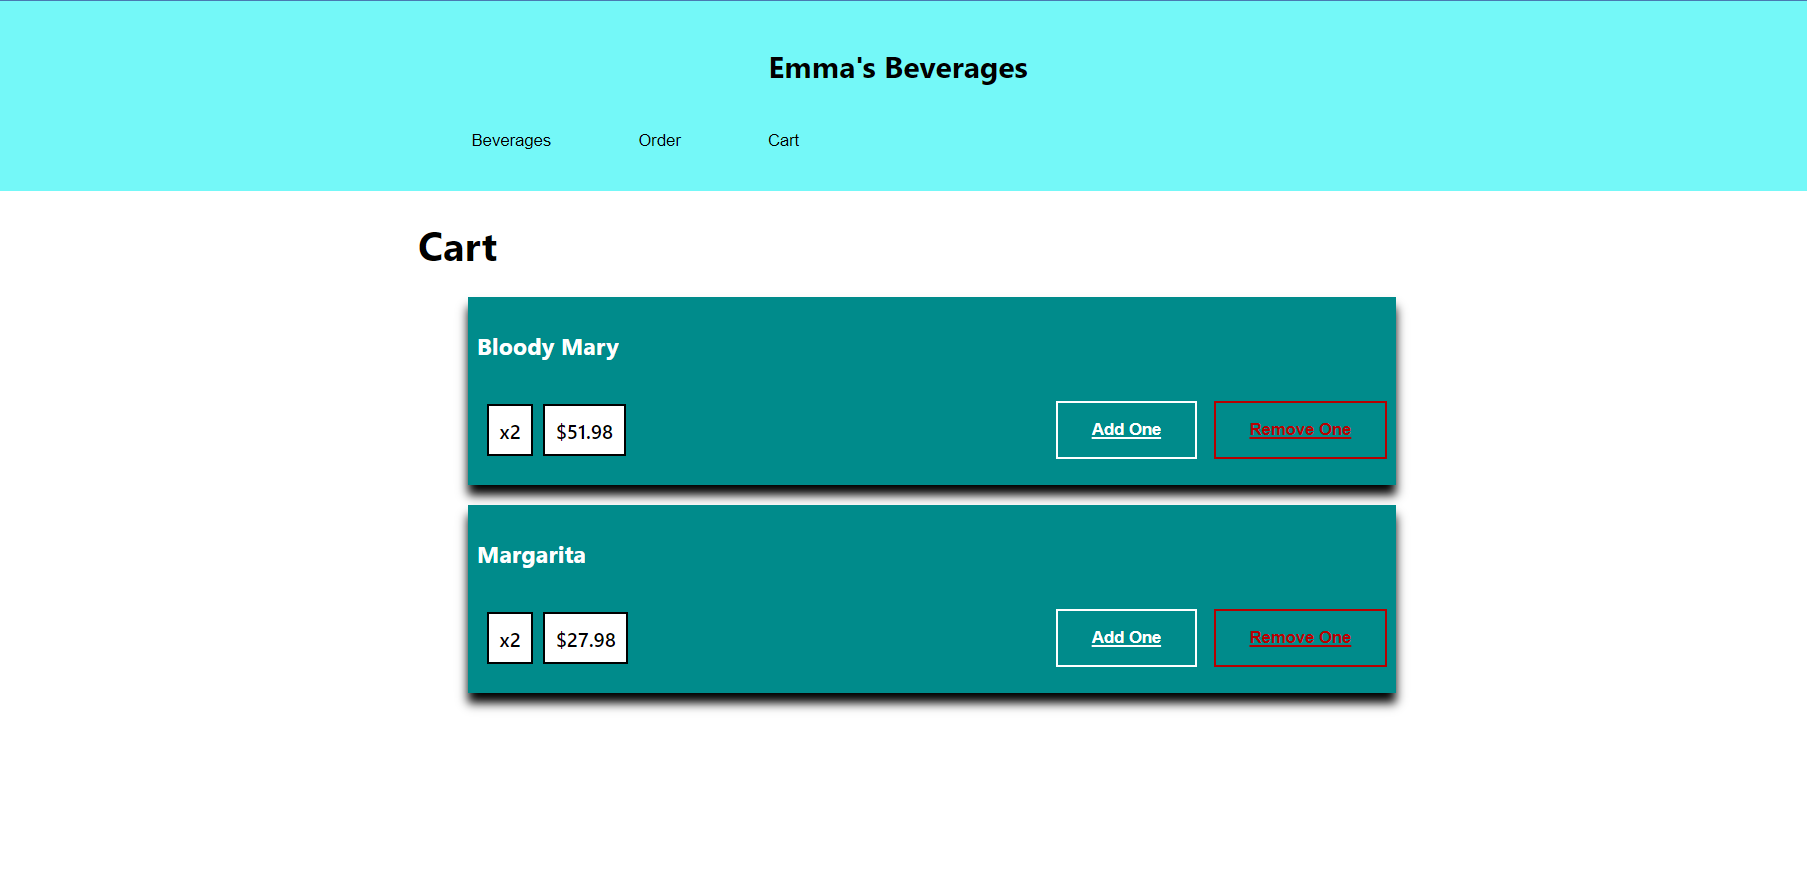 Emma's Beverages
Beverages Order Cart
Cart
Bloody Mary
x2 $51.98 Add One Remove One
Margarita
x2 $27.98 Add One Remove One